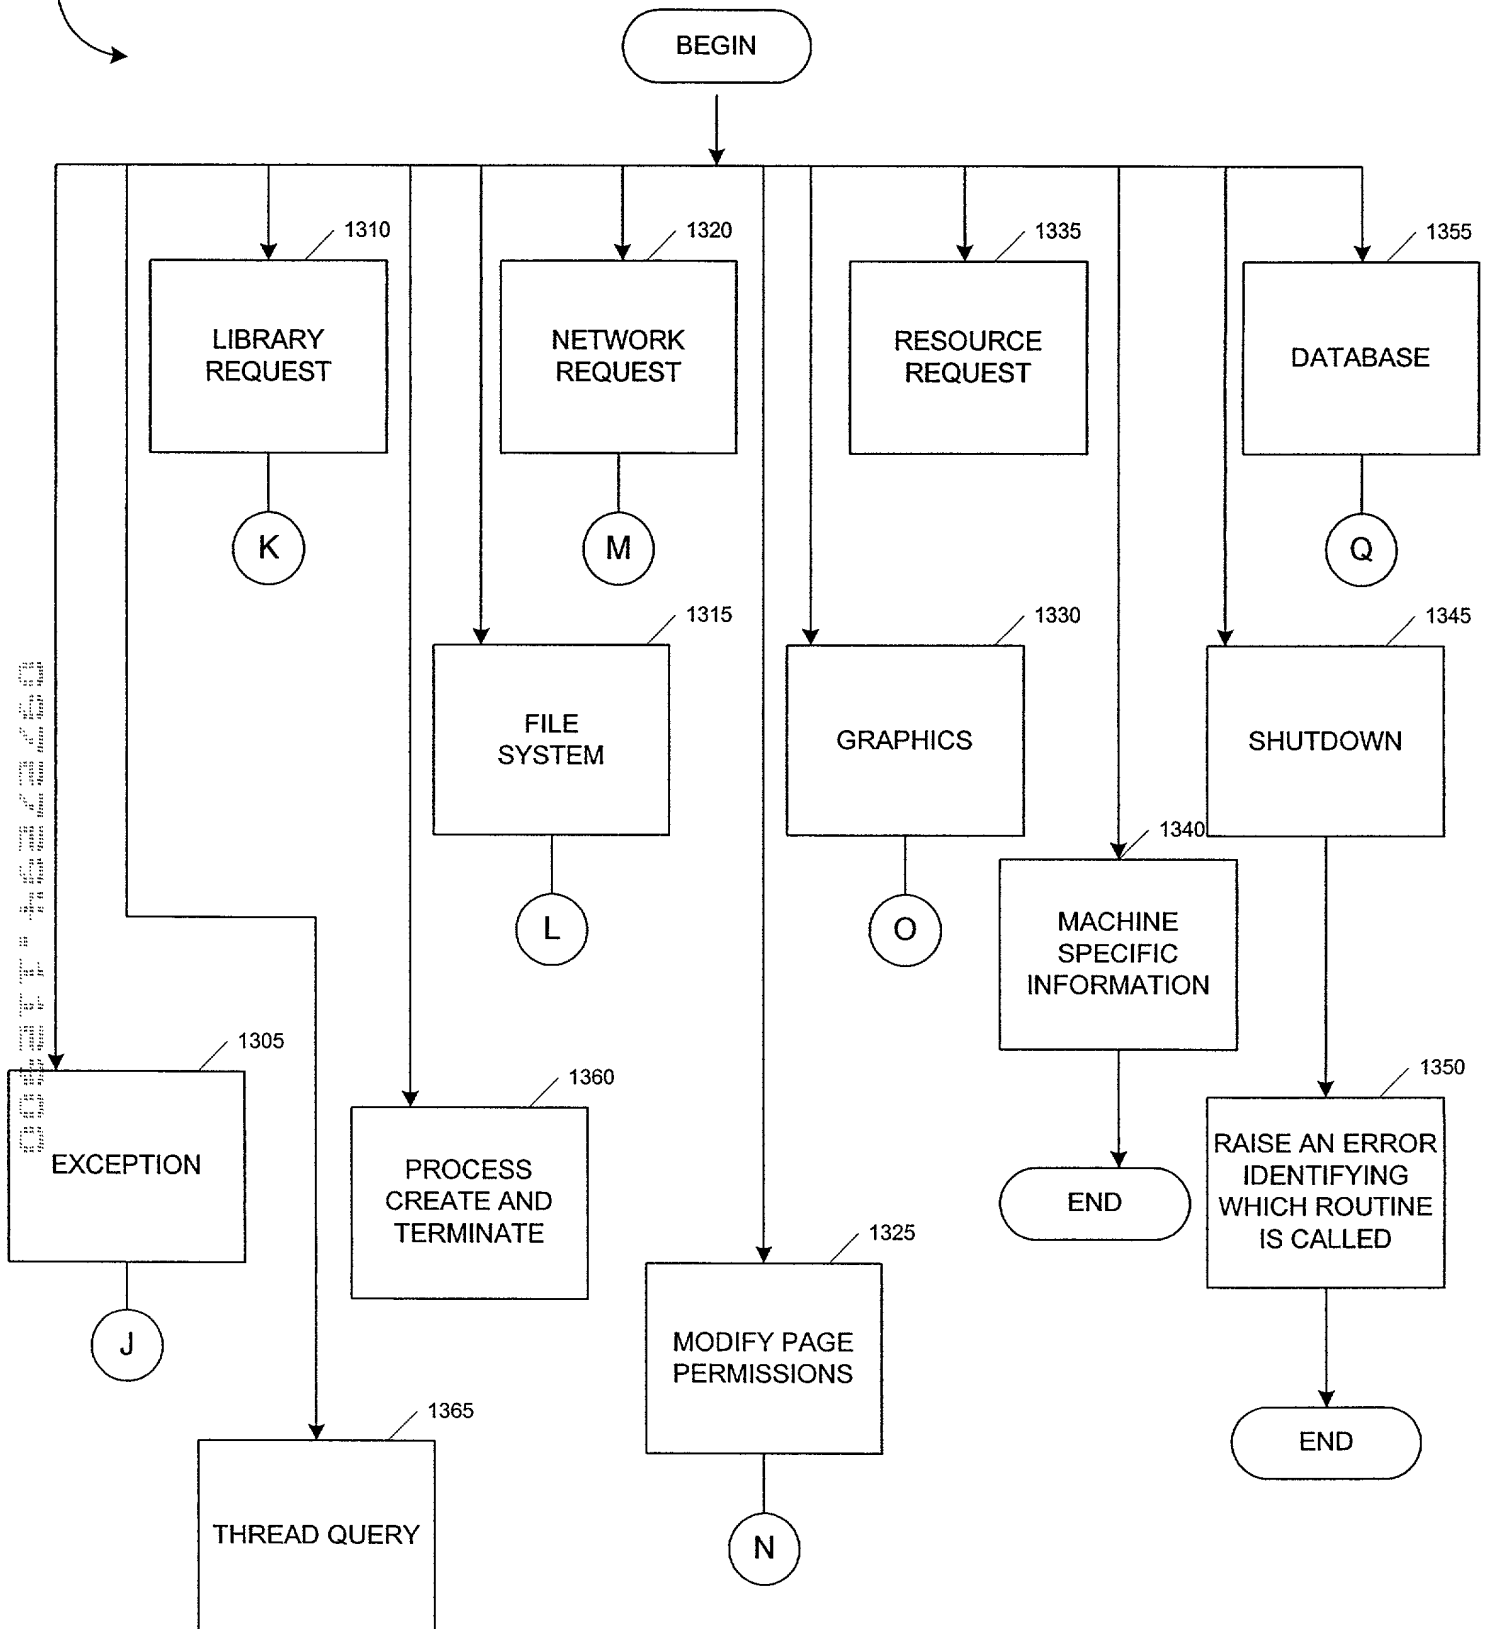 BEGIN
1310
1320
1335
1355
LIBRARY
REQUEST
NETWORK
REQUEST
RESOURCE
REQUEST
DATABASE
K
M
Q
1315
1330
1345
FILE
SYSTEM
GRAPHICS
SHUTDOWN
1340
L
O
MACHINE
SPECIFIC
INFORMATION
1305
1360
1350
EXCEPTION
PROCESS
CREATE AND
TERMINATE
END
RAISE AN ERROR
IDENTIFYING
WHICH ROUTINE
IS CALLED
1325
J
MODIFY PAGE
PERMISSIONS
1365
END
THREAD QUERY
N